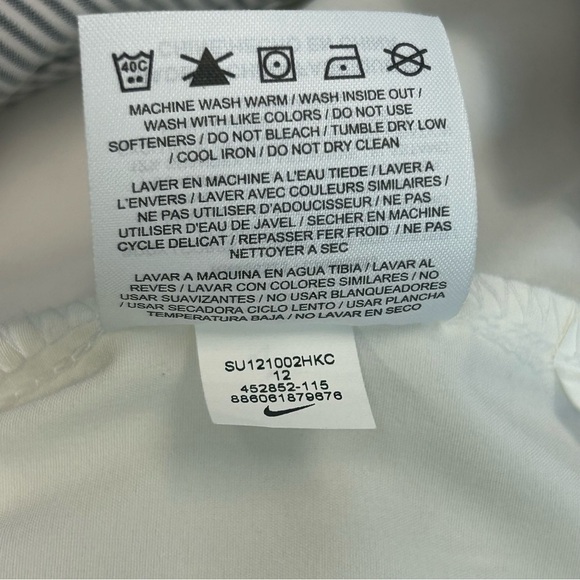 40C
MACHINE WASH WARM / WASH INSIDE OUT /
WASH WITH LIKE COLORS / DO NOT USE
SOFTENERS / DO NOT BLEACH / TUMBLE DRY LOW
/ COOL IRON / DO NOT DRY CLEAN
LAVER EN MACHINE A L'EAU TIEDE / LAVER A
L'ENVERS / LAVER AVEC COULEURS SIMILAIRES /
NE PAS UTILISER D'ADOUCISSEUR / NE PAS
UTILISER D'EAU DE JAVEL / SECHER EN MACHINE
CYCLE DELICAT / REPASSER FER FROID / NE PAS
NETTOYER A SEC
LAVAR A MAQUINA EN AGUA TIBIA / LAVAR AL
REVES / LAVAR CON COLORES SIMILARES / NO
USAR SUAVIZANTES / NO USAR BLANQUEADORES
/ USAR SECADORA CICLO LENTO / USAR PLANCHA
TEMPERATURA BAJA / NO LAVAR EN SECO
SU121002HKC
12
452852-115
886061879676